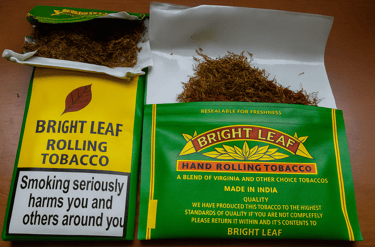 BRIGHT LEAF
ROLLING
TOBACCO
Smoking seriously
harms you and
others around you
RESEALABLE FOR FRESHNESS
BRIGHT LEAF
HAND ROLLING TOBACCO
A BLEND OF VIRGINIA AND OTHER CHOICE TOBACCOS
MADE IN INDIA
QUALITY
WE HAVE PRODUCED THIS TOBACCO TO THE HIGHEST
STANDARDS OF QUALITY IF YOU ARE NOT COMPLEFELY
PLEASE RETURN IT WITHIN AND IT'S CONTENTS TO
BRIGHT LEAF